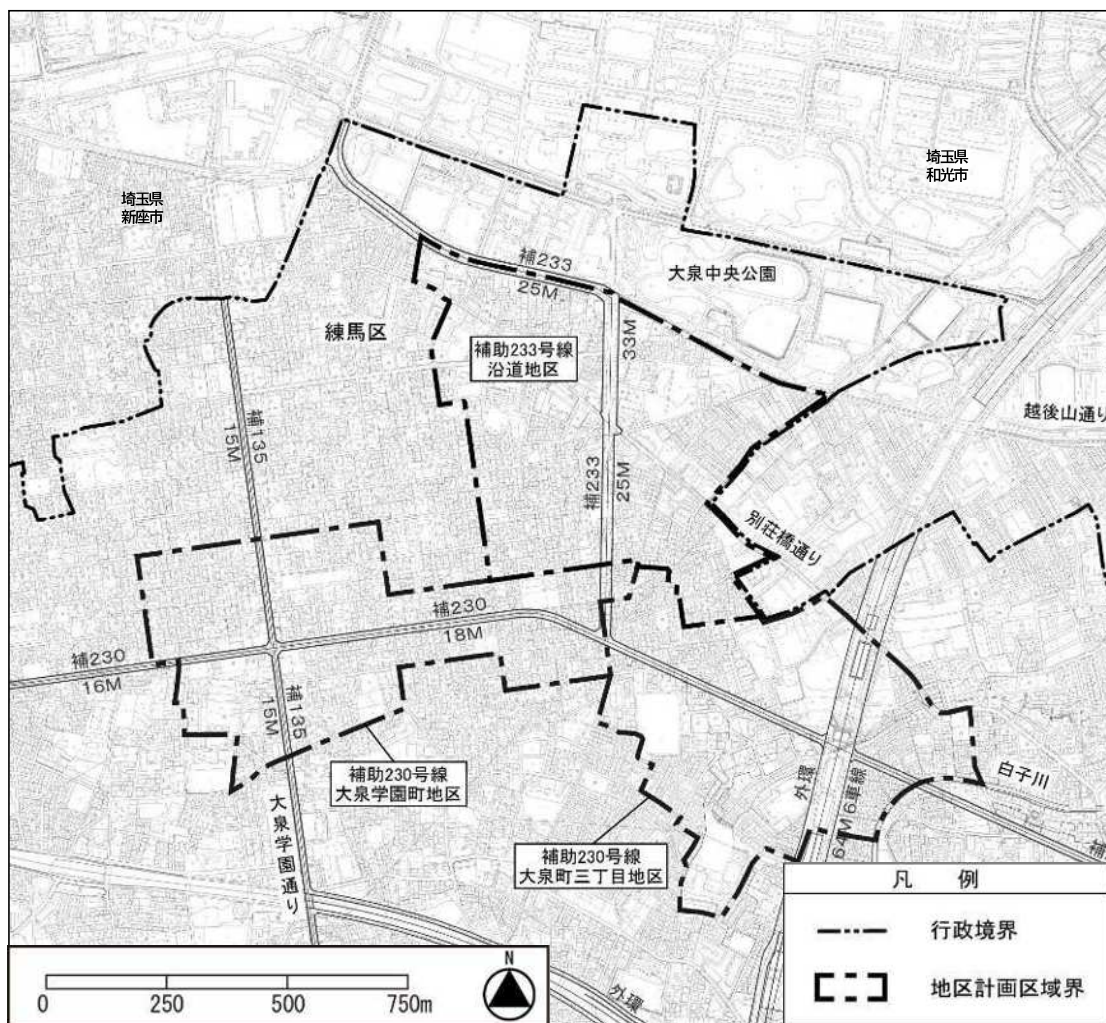 埼玉県
新座市
埼玉県
和光市
補233
25M
大泉中央公園
練馬区
補助233号線
沿道地区
33M
越後山通り
補135
15M
補233
25M
別荘橋通り
補230
18M
補230
16M
補135
15M
補助230号線
大泉学園町地区
外環
64M6車線
白子川
大泉学園通り
補助230号線
大泉町三丁目地区
補
凡 例
行政境界
地区計画区域界
0 250 500 750m
N
外環